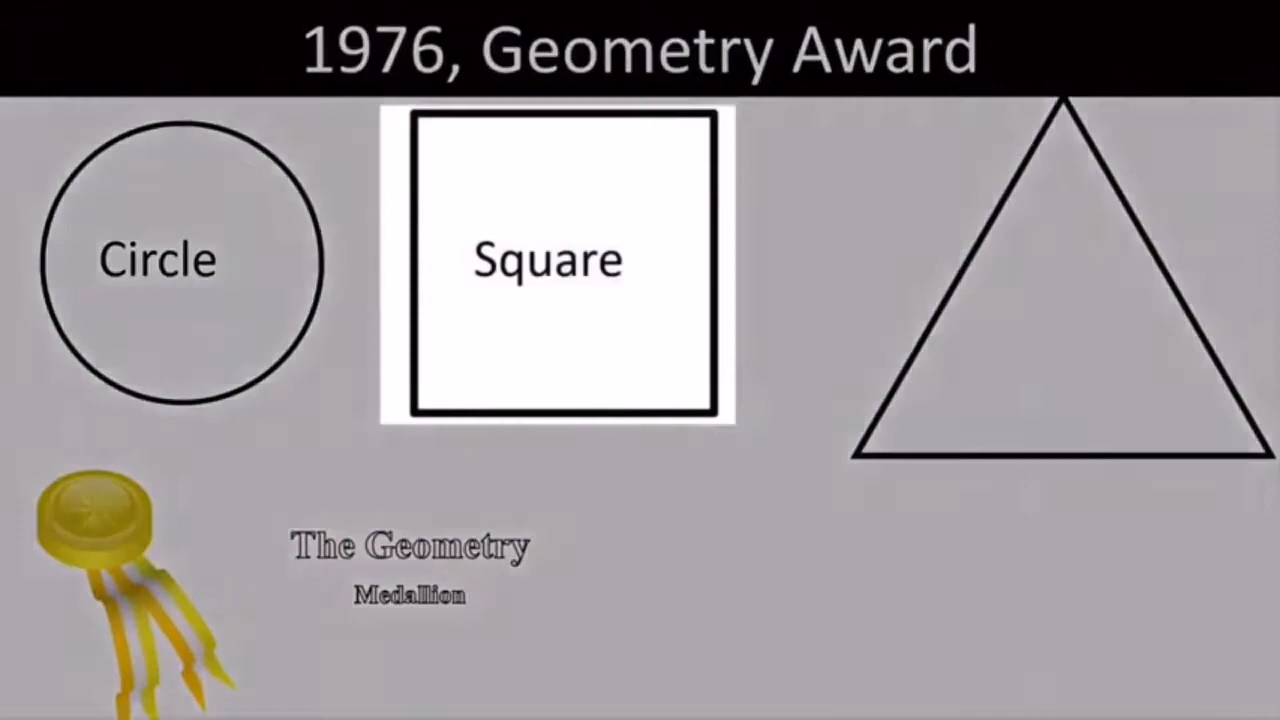 1976, Geometry Award
Circle
Square
The Geometry
Medallion